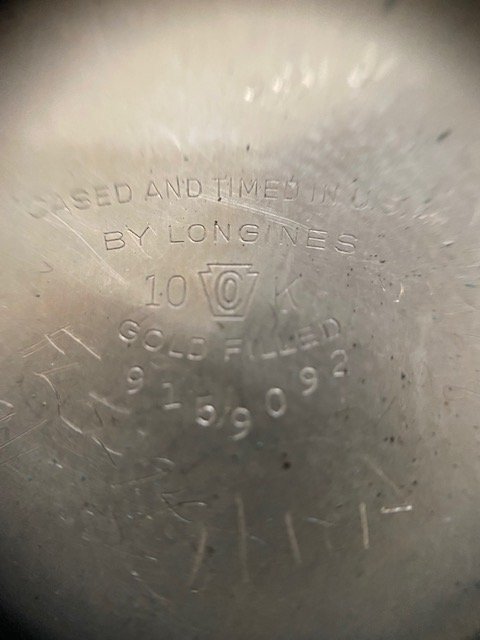 CASED AND TIMED IN U.S.A.
BY LONGINES
10 O K
GOLD FILLED
9159092